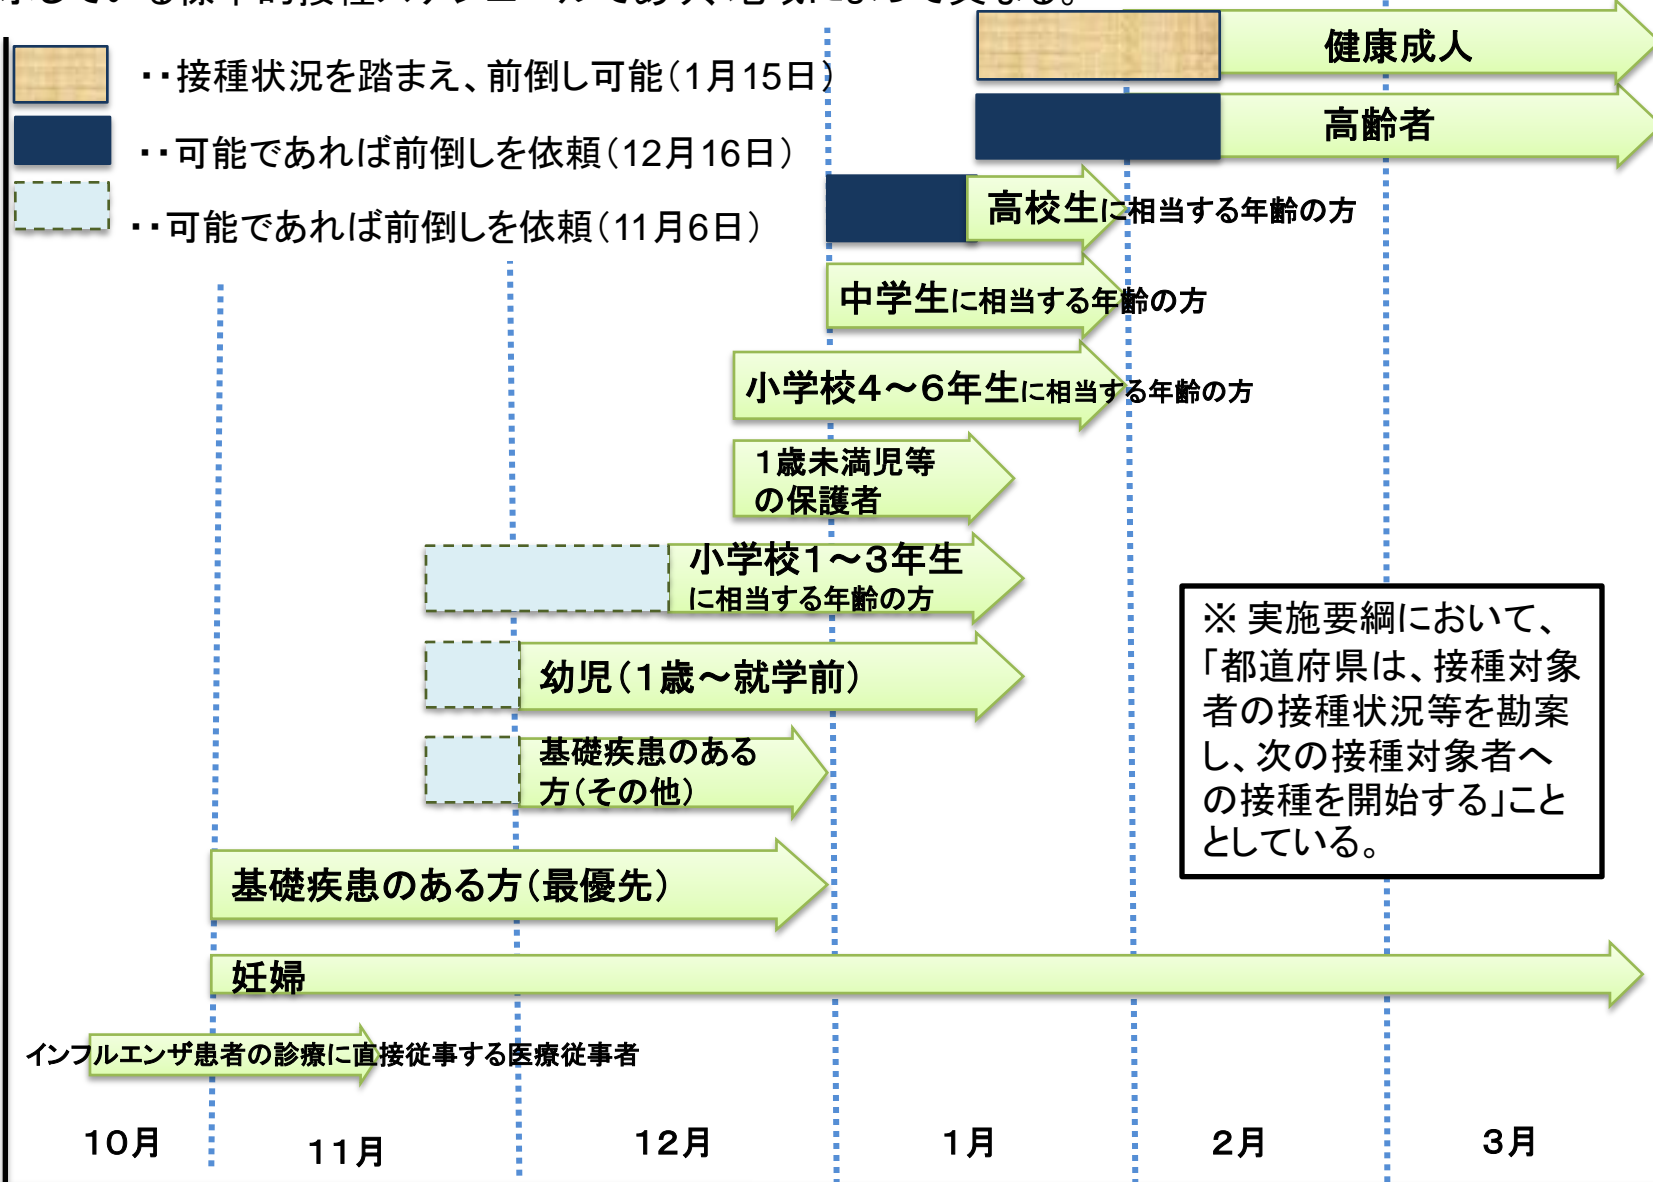 ‥接種状況を踏まえ、前倒し可能(1月15日)
‥可能であれば前倒しを依頼(12月16日)
‥可能であれば前倒しを依頼(11月6日)
健康成人
高齢者
高校生に相当する年齢の方
中学生に相当する年齢の方
小学校4～6年生に相当する年齢の方
1歳未満児等
の保護者
小学校1～3年生
に相当する年齢の方
幼児(1歳～就学前)
基礎疾患のある
方(その他)
基礎疾患のある方(最優先)
妊婦
インフルエンザ患者の診療に直接従事する医療従事者
※ 実施要綱において、
「都道府県は、接種対象
者の接種状況等を勘案
し、次の接種対象者へ
の接種を開始する」こと
としている。
10月
11月
12月
1月
2月
3月